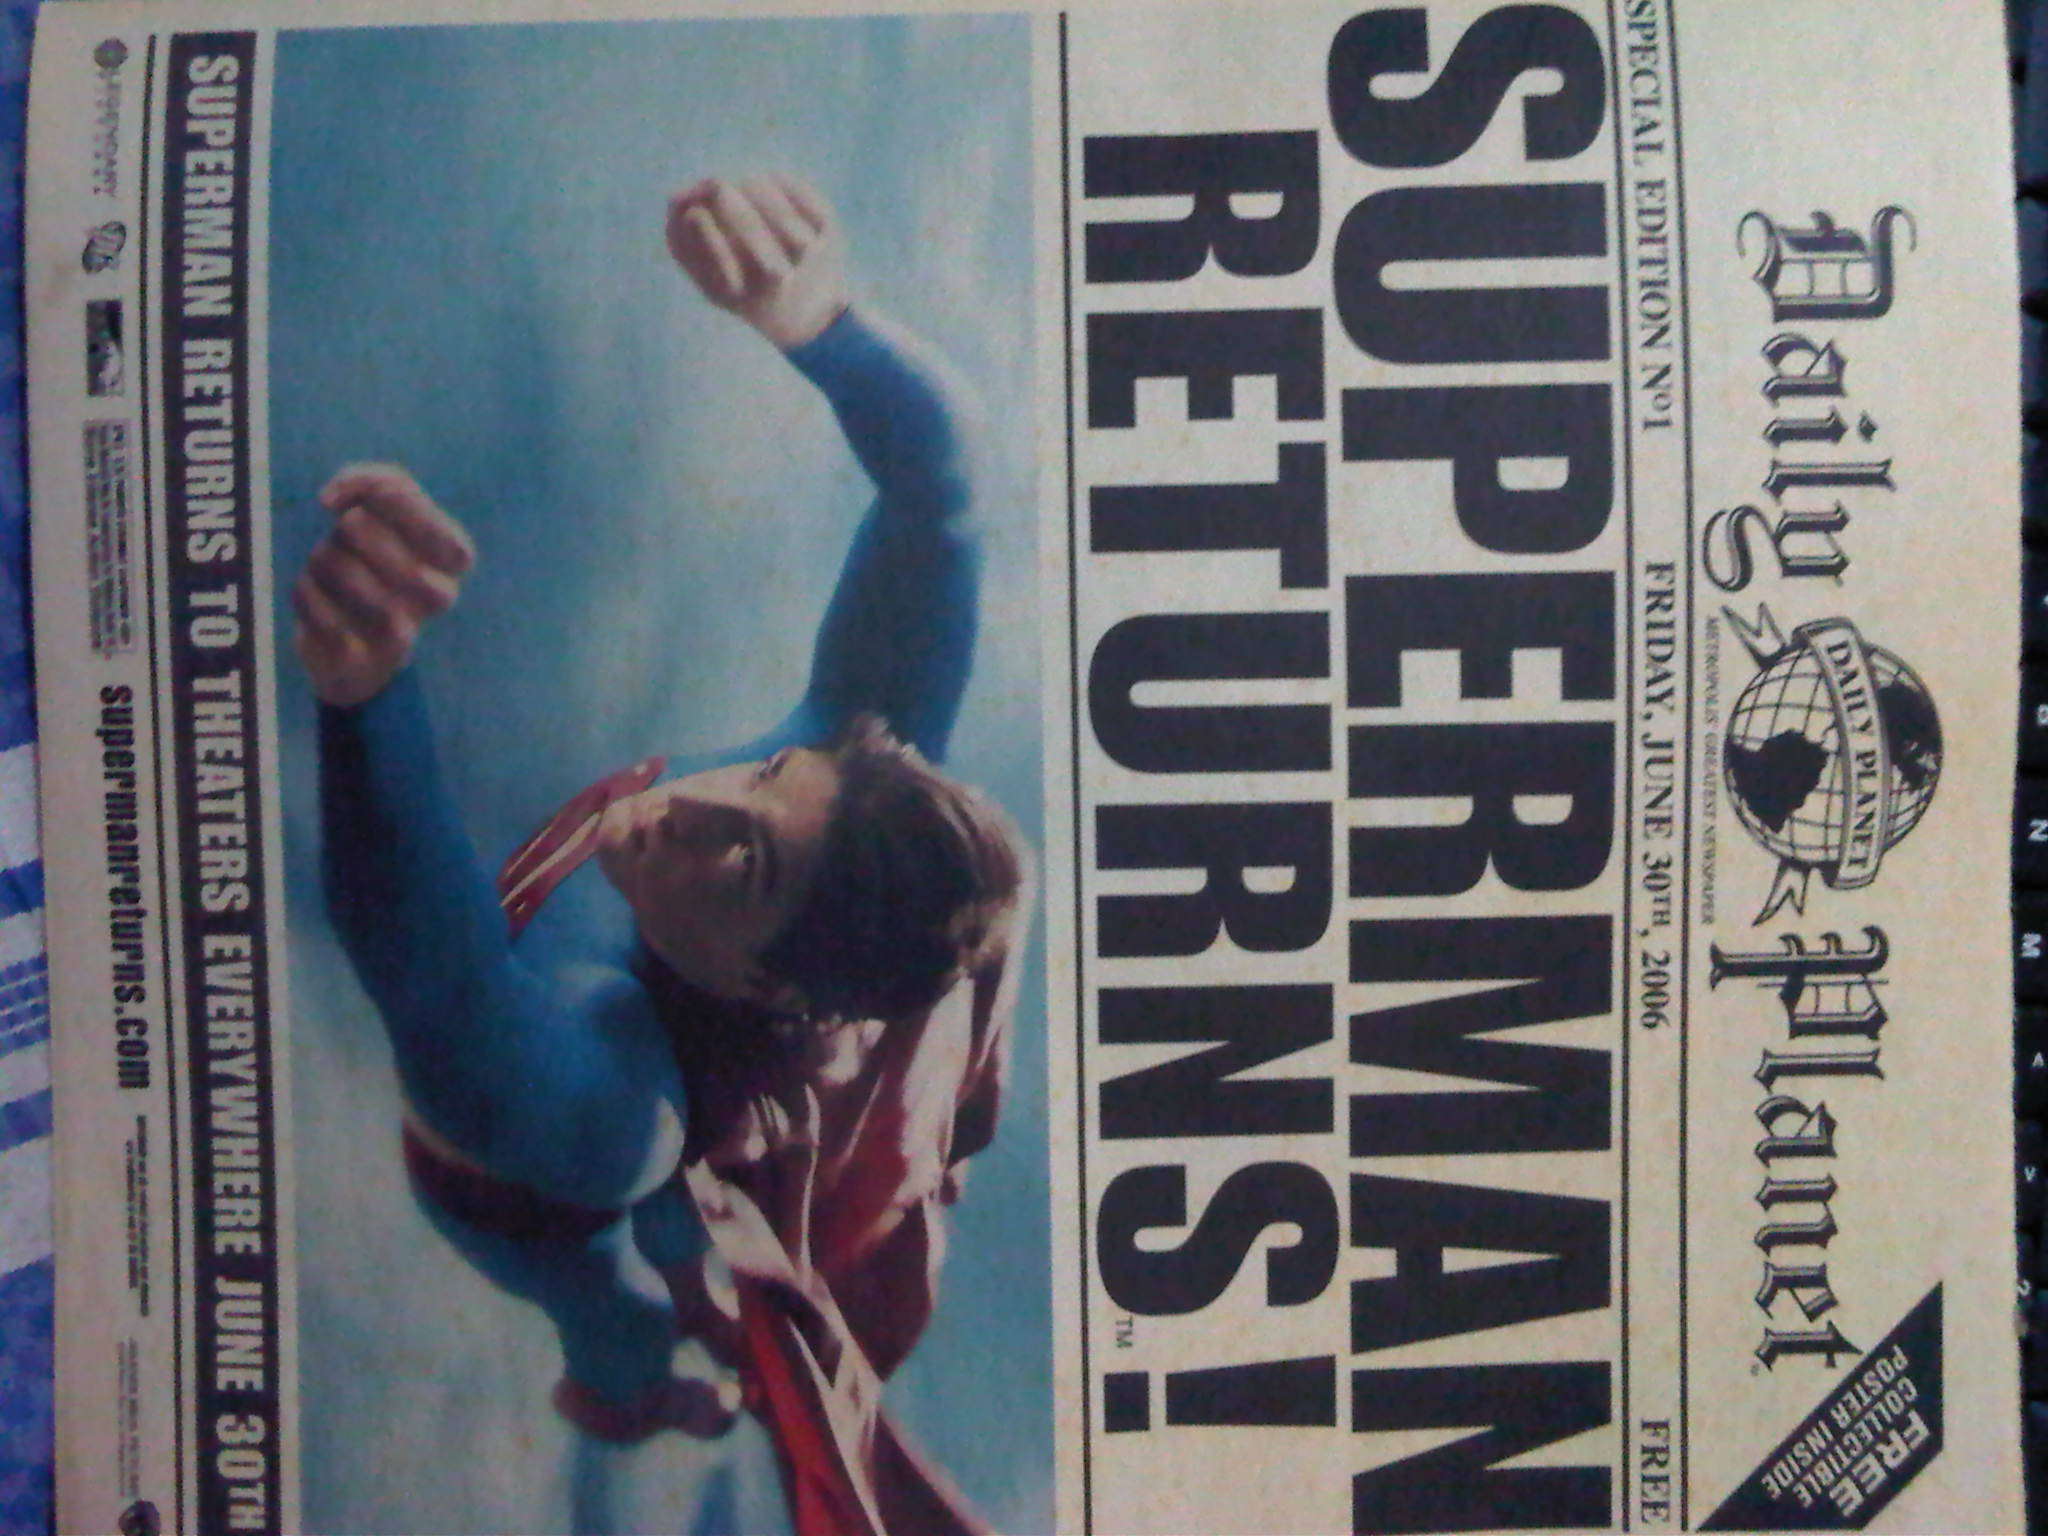 FREE
COLLECTIBLE
POSTER INSIDE
Daily Planet
DAILY PLANET
METROPOLIS' GREATEST NEWSPAPER
SPECIAL EDITION Nº1 FRIDAY, JUNE 30TH, 2006 FREE
SUPERMAN
RETURNS!™
SUPERMAN RETURNS TO THEATERS EVERYWHERE JUNE 30TH
LEGENDARY supermanreturns.com